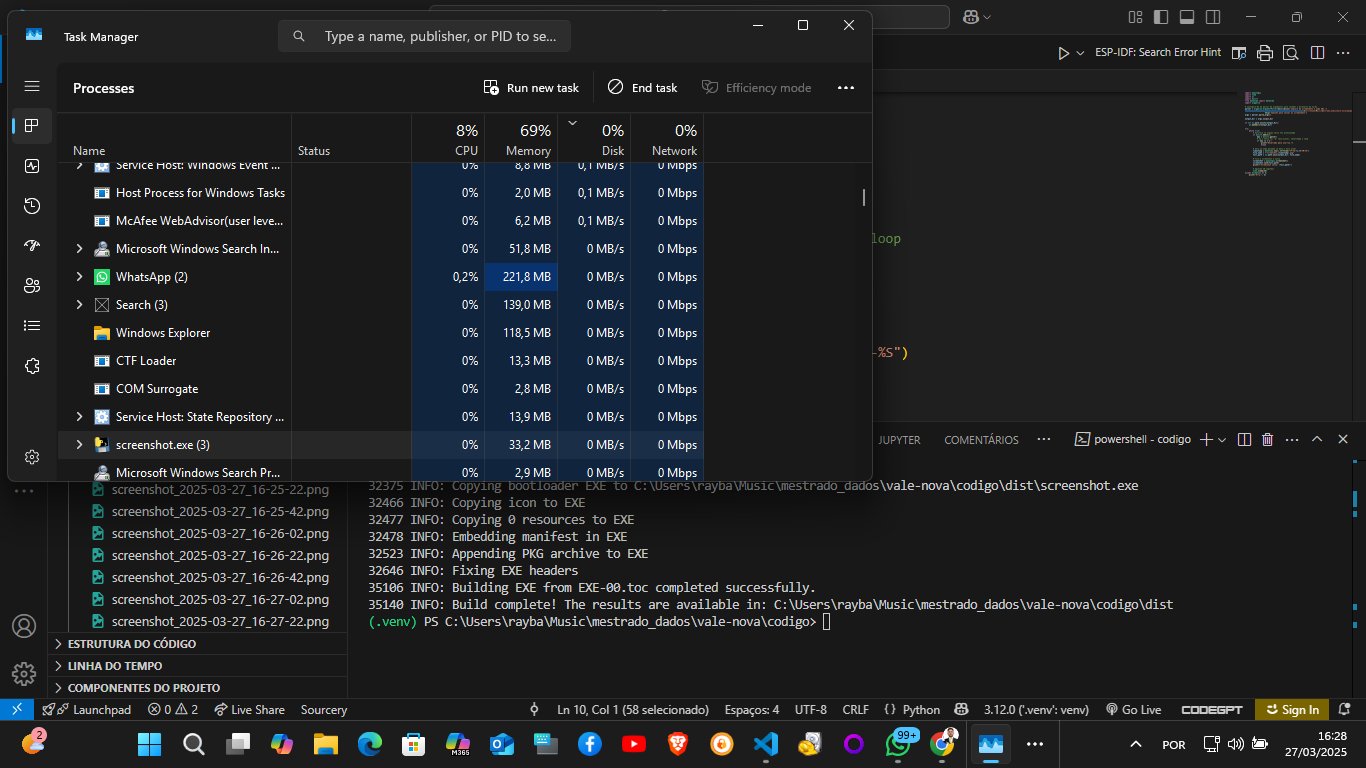 Task Manager
Type a name, publisher, or PID to se...
ESP-IDF: Search Error Hint
Processes
Run new task
End task
Efficiency mode
8% 69% 0% 0%
Name Status CPU Memory Disk Network
Service Host: Windows Event ... 0% 8,8 MB 0,1 MB/s 0 Mbps
Host Process for Windows Tasks 0% 2,0 MB 0,1 MB/s 0 Mbps
McAfee WebAdvisor(user leve... 0% 6,2 MB 0,1 MB/s 0 Mbps
Microsoft Windows Search In... 0% 51,8 MB 0 MB/s 0 Mbps
WhatsApp (2) 0,2% 221,8 MB 0 MB/s 0 Mbps
Search (3) 0% 139,0 MB 0 MB/s 0 Mbps
Windows Explorer 0% 118,5 MB 0 MB/s 0 Mbps
CTF Loader 0% 13,3 MB 0 MB/s 0 Mbps
COM Surrogate 0% 2,8 MB 0 MB/s 0 Mbps
Service Host: State Repository ... 0% 13,9 MB 0 MB/s 0 Mbps
screenshot.exe (3) 0% 33,2 MB 0 MB/s 0 Mbps
Microsoft Windows Search Pr... 0% 2,9 MB 0 MB/s 0 Mbps
loop
-%S")
JUPYTER COMENTÁRIOS ... powershell - codigo
screenshot_2025-03-27_16-25-22.png
screenshot_2025-03-27_16-25-42.png
screenshot_2025-03-27_16-26-02.png
screenshot_2025-03-27_16-26-22.png
screenshot_2025-03-27_16-26-42.png
screenshot_2025-03-27_16-27-02.png
screenshot_2025-03-27_16-27-22.png
ESTRUTURA DO CÓDIGO
LINHA DO TEMPO
COMPONENTES DO PROJETO
32375 INFO: Copying bootloader EXE to C:\Users\rayba\Music\mestrado_dados\vale-nova\codigo\dist\screenshot.exe
32466 INFO: Copying icon to EXE
32477 INFO: Copying 0 resources to EXE
32478 INFO: Embedding manifest in EXE
32523 INFO: Appending PKG archive to EXE
32646 INFO: Fixing EXE headers
35106 INFO: Building EXE from EXE-00.toc completed successfully.
35140 INFO: Build complete! The results are available in: C:\Users\rayba\Music\mestrado_dados\vale-nova\codigo\dist
(.venv) PS C:\Users\rayba\Music\mestrado_dados\vale-nova\codigo>
Launchpad 0 2 Live Share Sourcery Ln 10, Col 1 (58 selecionado) Espaços: 4 UTF-8 CRLF {} Python 3.12.0 ('.venv': venv) Go Live CODEGPT Sign In
2
M365
99+
POR
16:28
27/03/2025